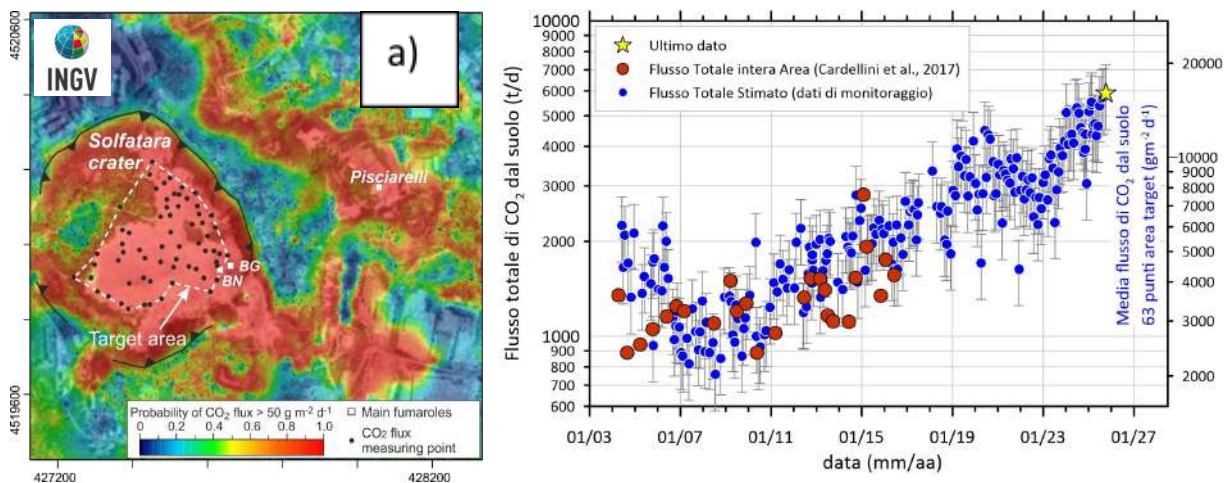 4520600
INGV
a)
Solfatara
crater
Pisciarelli
BG
BN
Target area
4519600
Probability of CO₂ flux > 50 g m⁻² d⁻¹
0 0.2 0.4 0.6 0.8 1.0
Main fumaroles
CO₂ flux
measuring point
427200 428200
Flusso totale di CO₂ dal suolo (t/d)
10000
9000
8000
7000
6000
5000
4000
3000
2000
1000
900
800
700
600
Ultimo dato
Flusso Totale intera Area (Cardellini et al., 2017)
Flusso Totale Stimato (dati di monitoraggio)
01/03 01/07 01/11 01/15 01/19 01/23 01/27
data (mm/aa)
Media flusso di CO₂ dal suolo
63 punti area target (gm⁻² d⁻¹)
20000
10000
9000
8000
7000
6000
5000
4000
3000
2000